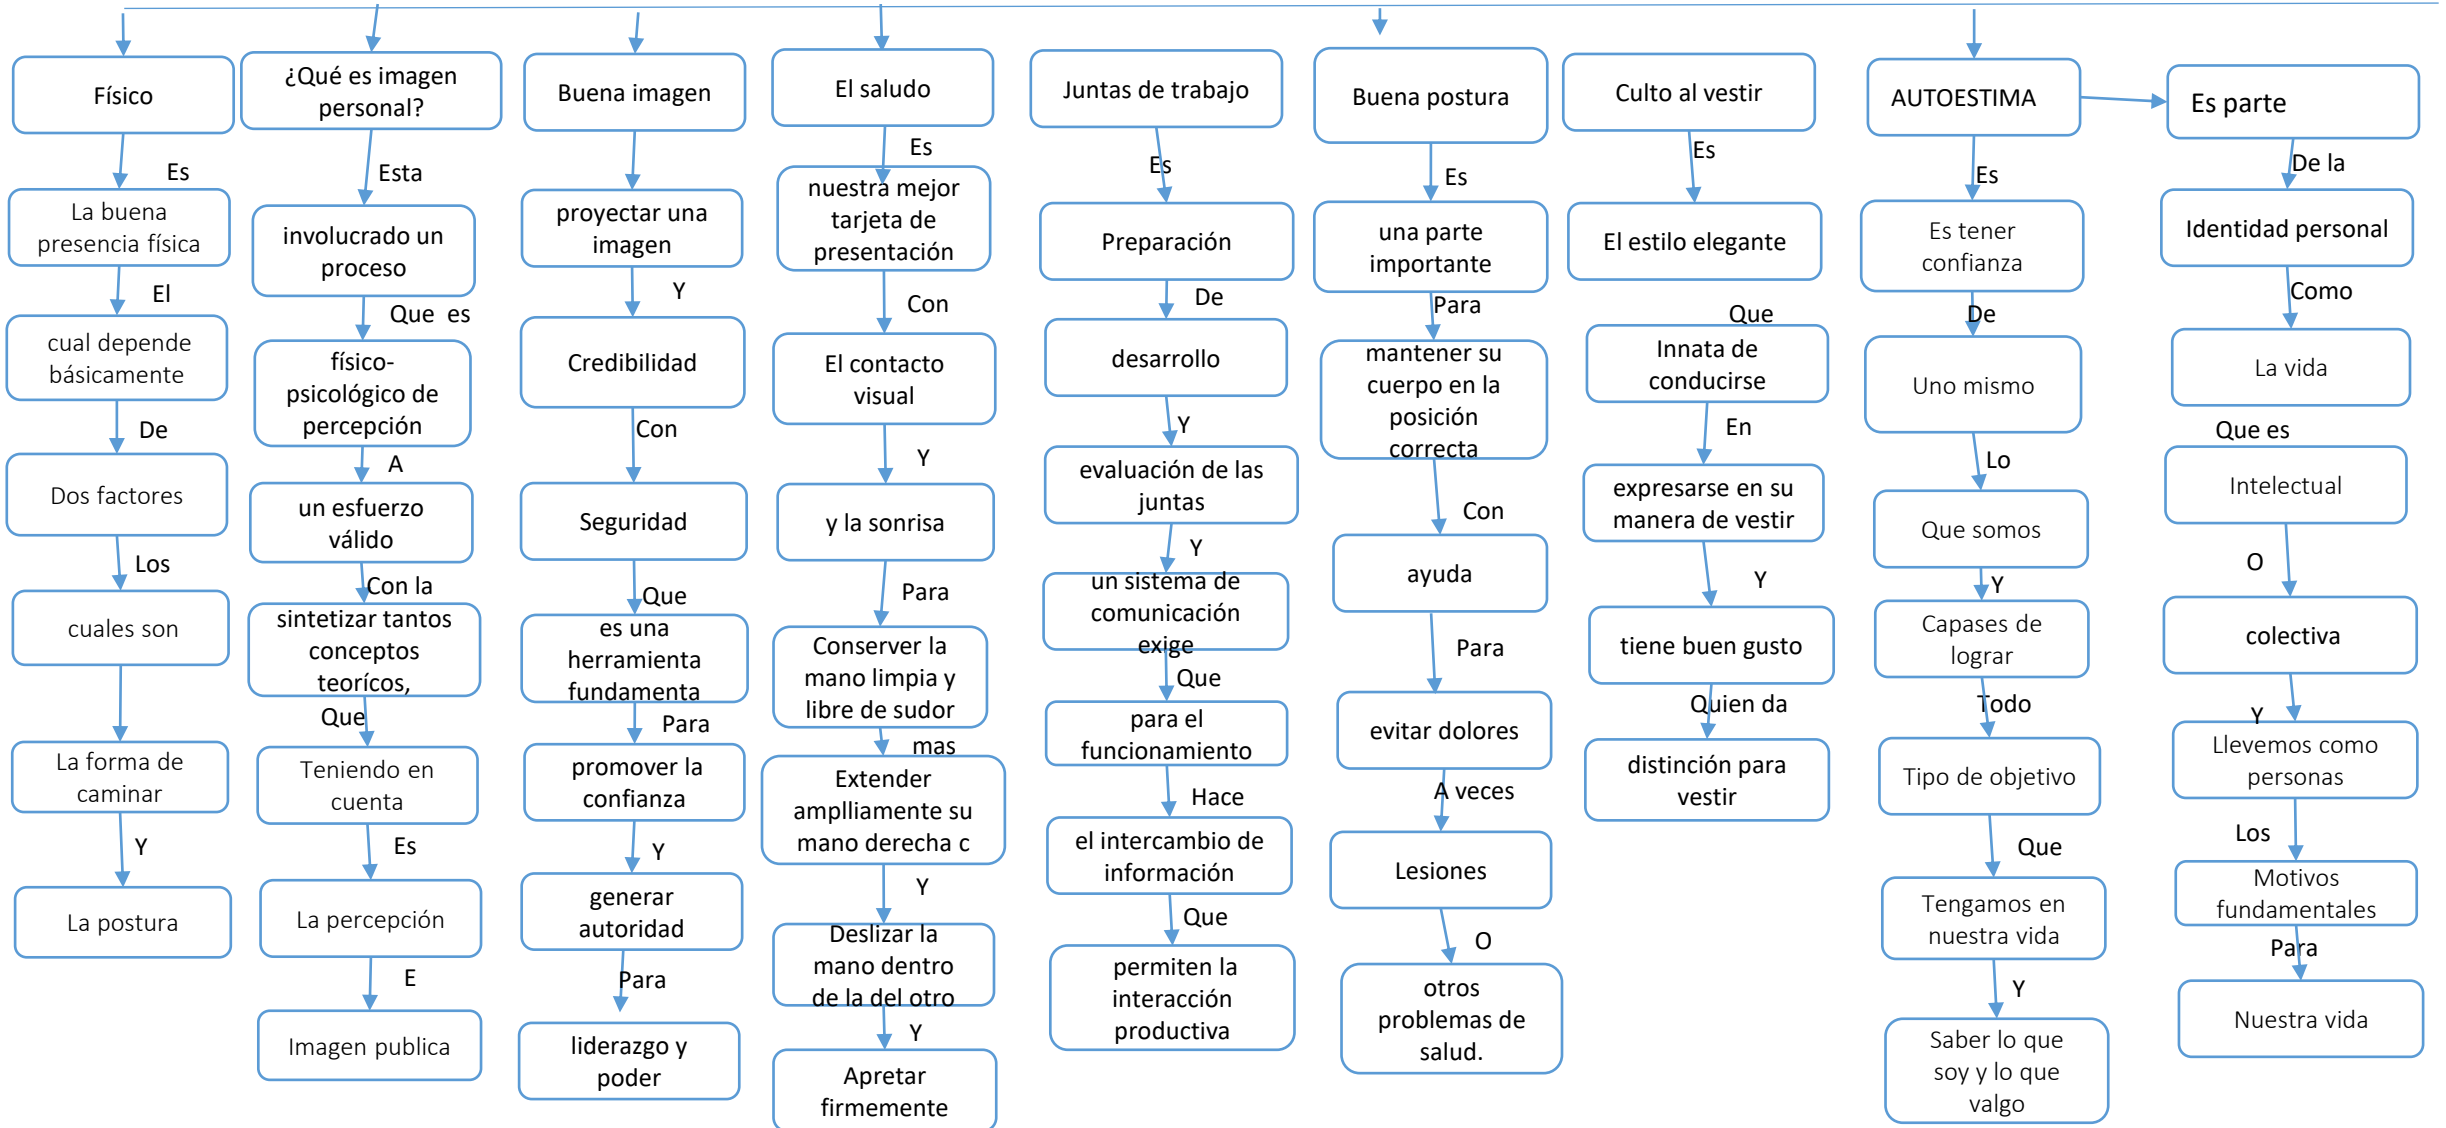 Físico
Es
La buena
presencia física
El
cual depende
básicamente
De
Dos factores
Los
cuales son
La forma de
caminar
Y
La postura
¿Qué es imagen
personal?
Esta
involucrado un
proceso
Que es
físico-
psicológico de
percepción
A
un esfuerzo
válido
Con la
sintetizar tantos
conceptos
teorícos,
Que
Teniendo en
cuenta
Es
La percepción
E
Imagen publica
Buena imagen
proyectar una
imagen
Y
Credibilidad
Con
Seguridad
Que
es una
herramienta
fundamenta
Para
promover la
confianza
Y
generar
autoridad
Para
liderazgo y
poder
El saludo
Es
nuestra mejor
tarjeta de
presentación
Con
El contacto
visual
Y
y la sonrisa
Para
Conserver la
mano limpia y
libre de sudor
mas
Extender
amplliamente su
mano derecha c
Y
Deslizar la
mano dentro
de la del otro
Y
Apretar
firmemente
Juntas de trabajo
Es
Preparación
De
desarrollo
Y
evaluación de las
juntas
Y
un sistema de
comunicación
exige
Que
para el
funcionamiento
Hace
el intercambio de
información
Que
permiten la
interacción
productiva
Buena postura
Es
una parte
importante
Para
mantener su
cuerpo en la
posición
correcta
Con
ayuda
Para
evitar dolores
A veces
Lesiones
O
otros
problemas de
salud.
Culto al vestir
Es
El estilo elegante
Que
Innata de
conducirse
En
expresarse en su
manera de vestir
Y
tiene buen gusto
Quien da
distinción para
vestir
AUTOESTIMA
Es
Es tener
confianza
De
Uno mismo
Lo
Que somos
Y
Capases de
lograr
Todo
Tipo de objetivo
Que
Tengamos en
nuestra vida
Y
Saber lo que
soy y lo que
valgo
Es parte
De la
Identidad personal
Como
La vida
Que es
Intelectual
O
colectiva
Y
Llevemos como
personas
Los
Motivos
fundamentales
Para
Nuestra vida